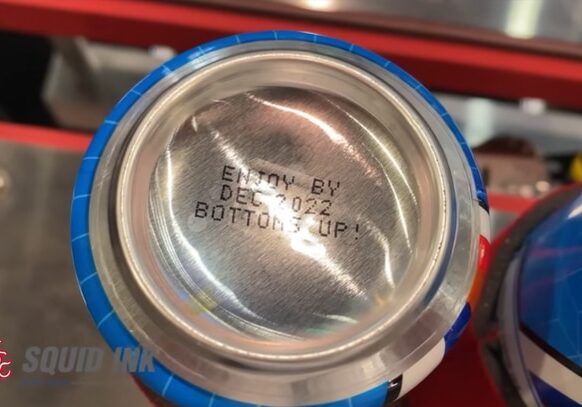 ENJOY BY
DEC 2022
BOTTOMS UP!
SQUID INK